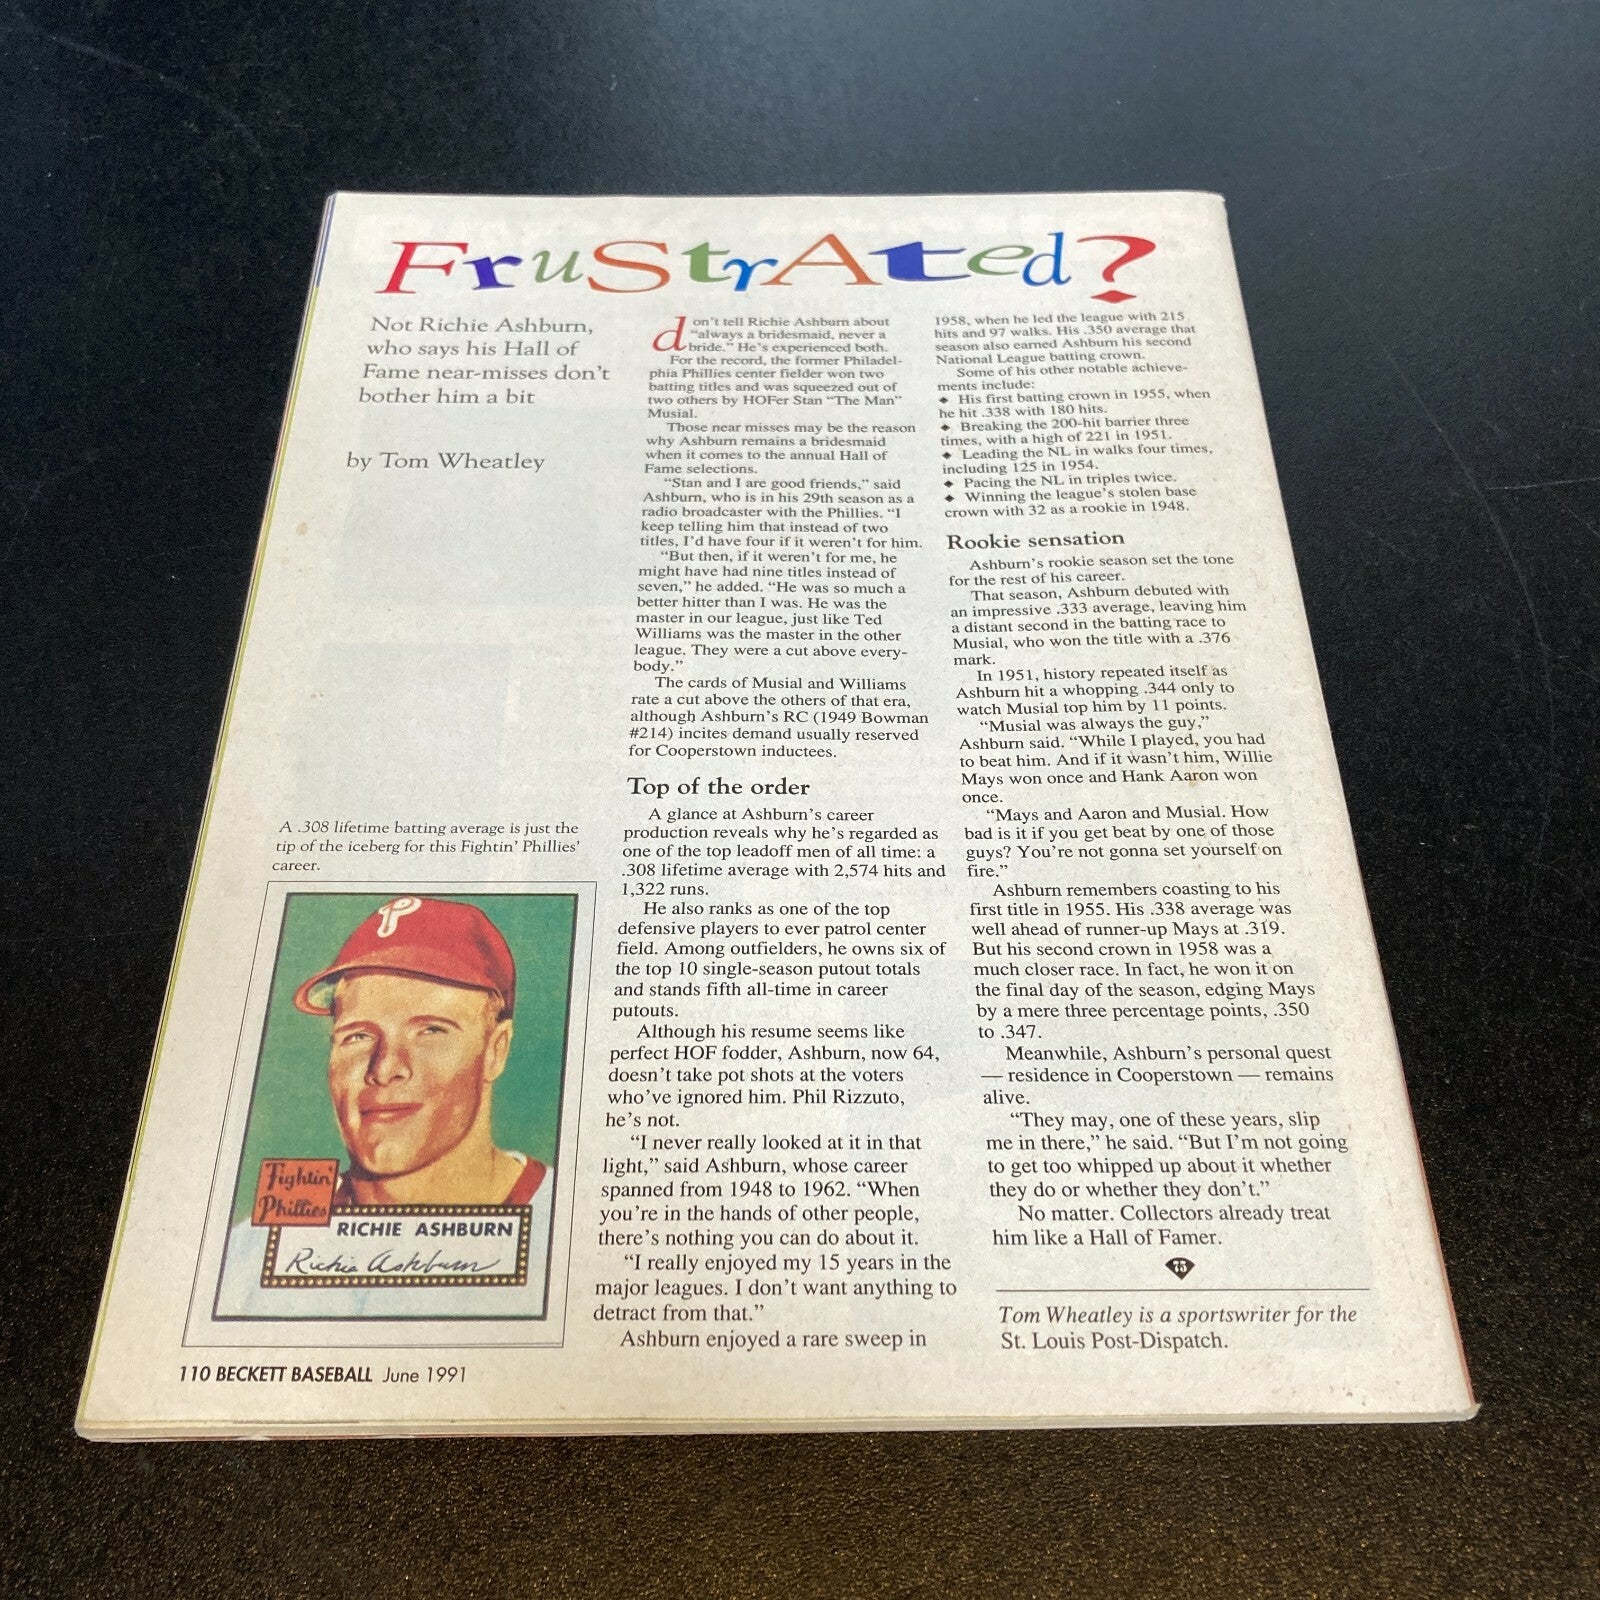 FruStrAted?
Not Richie Ashburn,
who says his Hall of
Fame near-misses don't
bother him a bit
by Tom Wheatley
A .308 lifetime batting average is just the
tip of the iceberg for this Fightin' Phillies'
career.
P
Fightin'
Phillies
RICHIE ASHBURN
Richie Ashburn
110 BECKETT BASEBALL June 1991
don't tell Richie Ashburn about
"always a bridesmaid, never a
bride." He's experienced both.
For the record, the former Philadel-
phia Phillies center fielder won two
batting titles and was squeezed out of
two others by HOFer Stan "The Man"
Musial.
Those near misses may be the reason
why Ashburn remains a bridesmaid
when it comes to the annual Hall of
Fame selections.
"Stan and I are good friends," said
Ashburn, who is in his 29th season as a
radio broadcaster with the Phillies. "I
keep telling him that instead of two
titles, I'd have four if it weren't for him.
"But then, if it weren't for me, he
might have had nine titles instead of
seven," he added. "He was so much a
better hitter than I was. He was the
master in our league, just like Ted
Williams was the master in the other
league. They were a cut above every-
body."
The cards of Musial and Williams
rate a cut above the others of that era,
although Ashburn's RC (1949 Bowman
#214) incites demand usually reserved
for Cooperstown inductees.
Top of the order
A glance at Ashburn's career
production reveals why he's regarded as
one of the top leadoff men of all time: a
.308 lifetime average with 2,574 hits and
1,322 runs.
He also ranks as one of the top
defensive players to ever patrol center
field. Among outfielders, he owns six of
the top 10 single-season putout totals
and stands fifth all-time in career
putouts.
Although his resume seems like
perfect HOF fodder, Ashburn, now 64,
doesn't take pot shots at the voters
who've ignored him. Phil Rizzuto,
he's not.
"I never really looked at it in that
light," said Ashburn, whose career
spanned from 1948 to 1962. "When
you're in the hands of other people,
there's nothing you can do about it.
"I really enjoyed my 15 years in the
major leagues. I don't want anything to
detract from that."
Ashburn enjoyed a rare sweep in
1958, when he led the league with 215
hits and 97 walks. His .350 average that
season also earned Ashburn his second
National League batting crown.
Some of his other notable achieve-
ments include:
◆ His first batting crown in 1955, when
he hit .338 with 180 hits.
◆ Breaking the 200-hit barrier three
times, with a high of 221 in 1951.
◆ Leading the NL in walks four times,
including 125 in 1954.
◆ Pacing the NL in triples twice.
◆ Winning the league's stolen base
crown with 32 as a rookie in 1948.
Rookie sensation
Ashburn's rookie season set the tone
for the rest of his career.
That season, Ashburn debuted with
an impressive .333 average, leaving him
a distant second in the batting race to
Musial, who won the title with a .376
mark.
In 1951, history repeated itself as
Ashburn hit a whopping .344 only to
watch Musial top him by 11 points.
"Musial was always the guy,"
Ashburn said. "While I played, you had
to beat him. And if it wasn't him, Willie
Mays won once and Hank Aaron won
once.
"Mays and Aaron and Musial. How
bad is it if you get beat by one of those
guys? You're not gonna set yourself on
fire."
Ashburn remembers coasting to his
first title in 1955. His .338 average was
well ahead of runner-up Mays at .319.
But his second crown in 1958 was a
much closer race. In fact, he won it on
the final day of the season, edging Mays
by a mere three percentage points, .350
to .347.
Meanwhile, Ashburn's personal quest
— residence in Cooperstown — remains
alive.
"They may, one of these years, slip
me in there," he said. "But I'm not going
to get too whipped up about it whether
they do or whether they don't."
No matter. Collectors already treat
him like a Hall of Famer.
75
Tom Wheatley is a sportswriter for the
St. Louis Post-Dispatch.